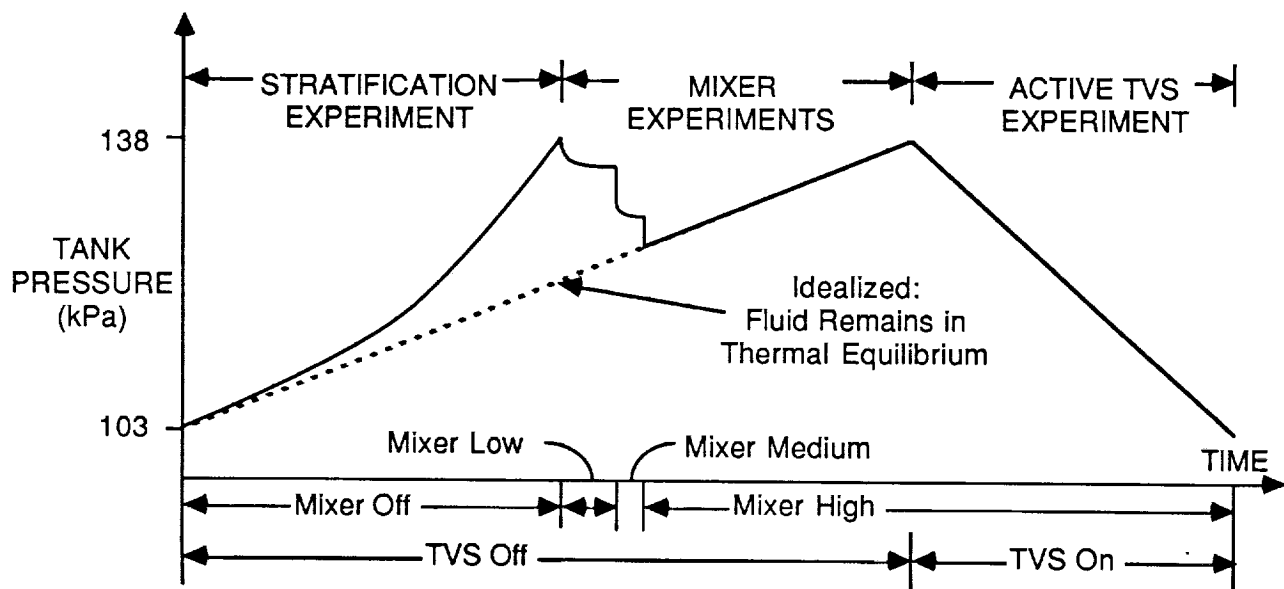 STRATIFICATION
EXPERIMENT
MIXER
EXPERIMENTS
ACTIVE TVS
EXPERIMENT
138
TANK
PRESSURE
(kPa)
Idealized:
Fluid Remains in
Thermal Equilibrium
103
Mixer Low
Mixer Medium
TIME
Mixer Off
Mixer High
TVS Off
TVS On